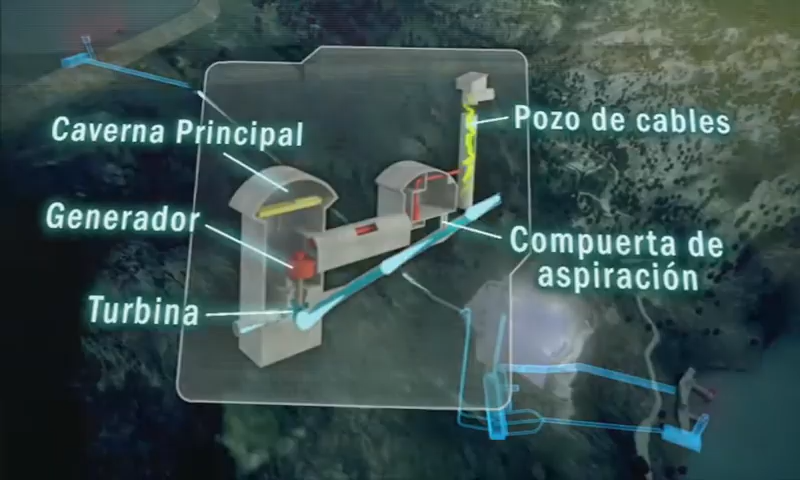 Caverna Principal
Pozo de cables
Generador
Compuerta de
aspiración
Turbina